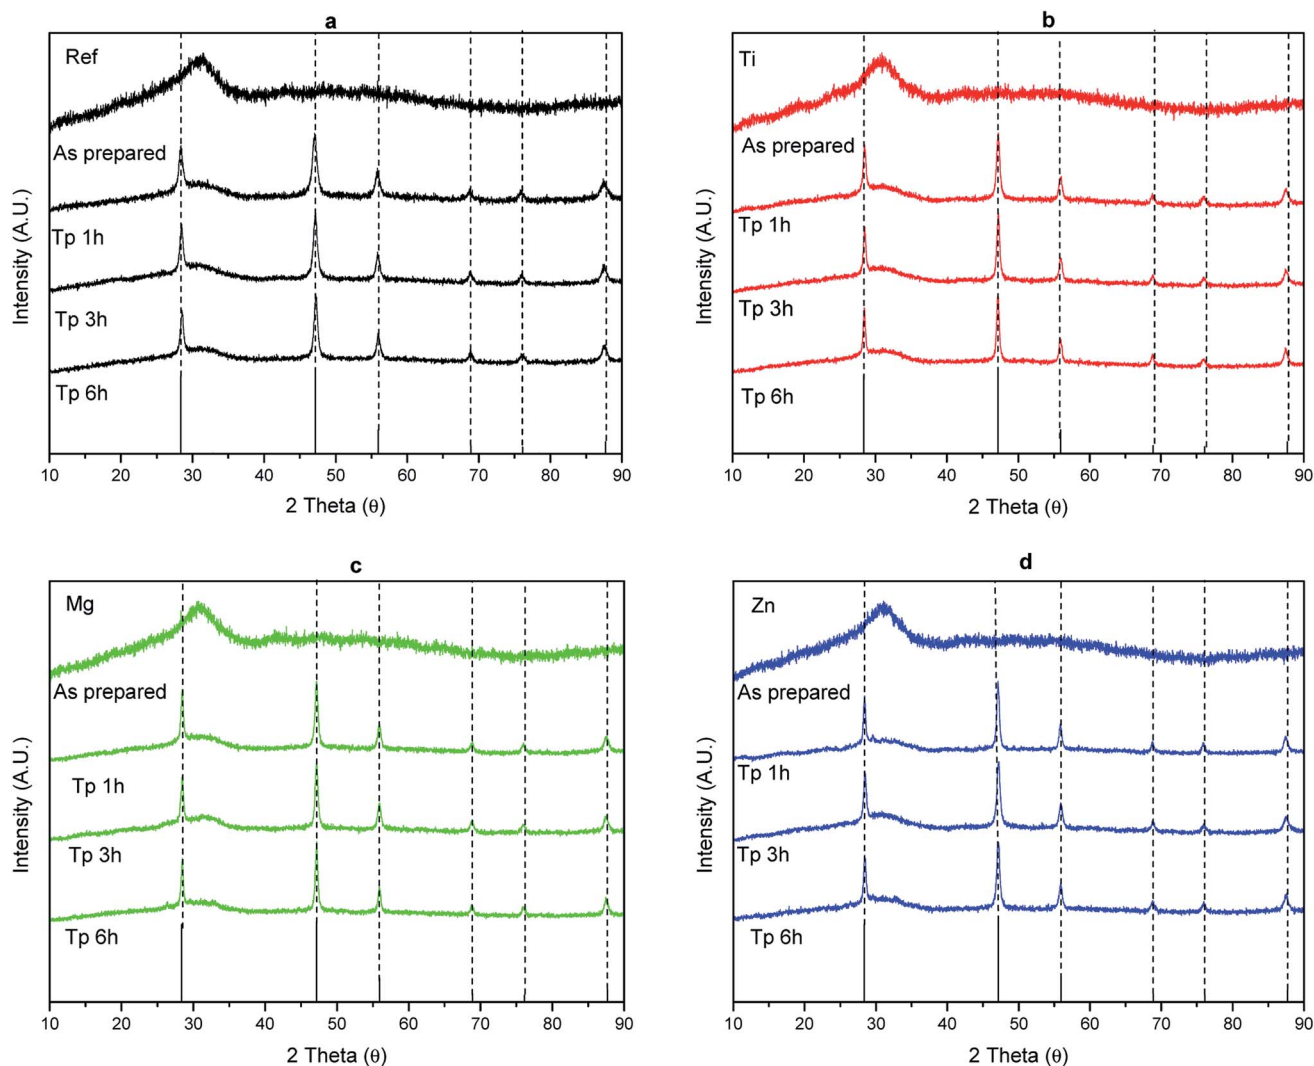 a
Ref
As prepared
Tp 1h
Tp 3h
Tp 6h
Intensity (A.U.)
10 20 30 40 50 60 70 80 90
2 Theta (θ)
b
Ti
As prepared
Tp 1h
Tp 3h
Tp 6h
Intensity (A.U.)
10 20 30 40 50 60 70 80 90
2 Theta (θ)
c
Mg
As prepared
Tp 1h
Tp 3h
Tp 6h
Intensity (A.U.)
10 20 30 40 50 60 70 80 90
2 Theta (θ)
d
Zn
As prepared
Tp 1h
Tp 3h
Tp 6h
Intensity (A.U.)
10 20 30 40 50 60 70 80 90
2 Theta (θ)